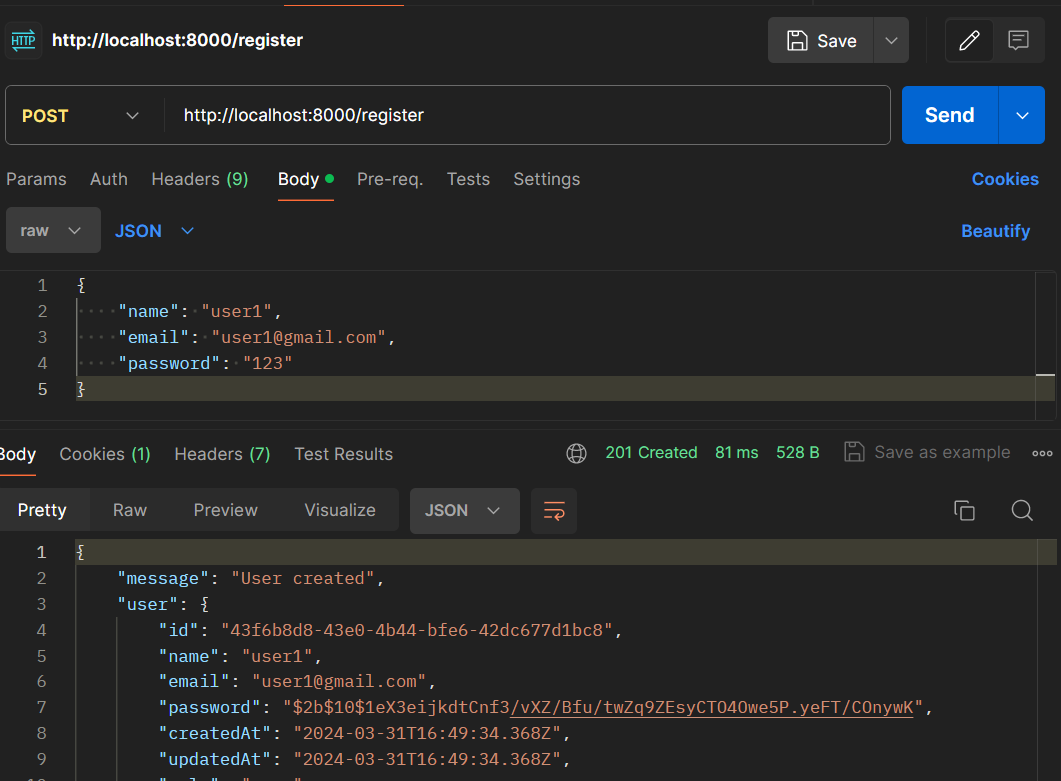 HTTP http://localhost:8000/register Save
POST http://localhost:8000/register Send
Params Auth Headers (9) Body Pre-req. Tests Settings Cookies
raw JSON Beautify
1 {
2 "name": "user1",
3 "email": "user1@gmail.com",
4 "password": "123"
5 }
Body Cookies (1) Headers (7) Test Results 201 Created 81 ms 528 B Save as example
Pretty Raw Preview Visualize JSON
1 {
2 "message": "User created",
3 "user": {
4 "id": "43f6b8d8-43e0-4b44-bfe6-42dc677d1bc8",
5 "name": "user1",
6 "email": "user1@gmail.com",
7 "password": "$2b$10$1eX3eijkdtCnf3/vXZ/Bfu/twZq9ZEsyCTO4Owe5P.yeFT/COnywK",
8 "createdAt": "2024-03-31T16:49:34.368Z",
9 "updatedAt": "2024-03-31T16:49:34.368Z",